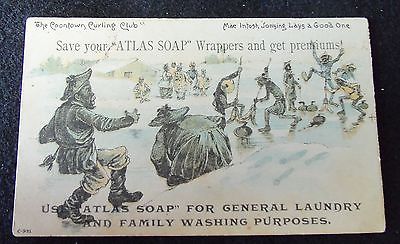 "The Coontown Curling Club"
Mac Intosh, Sonking, Lays a Good One
Save your "ATLAS SOAP" Wrappers and get premiums!
USE "ATLAS SOAP" FOR GENERAL LAUNDRY
AND FAMILY WASHING PURPOSES.